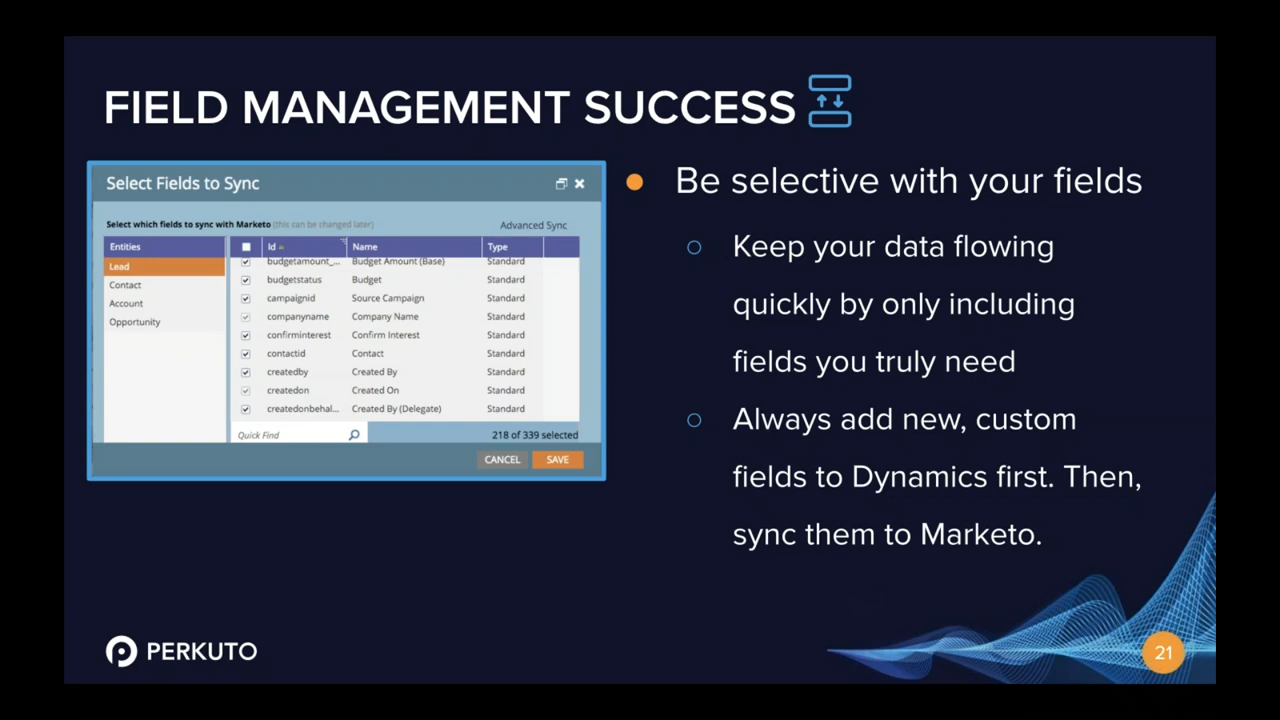 FIELD MANAGEMENT SUCCESS
Select Fields to Sync
Select which fields to sync with Marketo (this can be changed later)
Advanced Sync
Entities
Lead
Contact
Account
Opportunity
Id Name Type
budgetamount_... Budget Amount (Base) Standard
budgetstatus Budget Standard
campaignid Source Campaign Standard
companyname Company Name Standard
confirminterest Confirm Interest Standard
contactid Contact Standard
createdby Created By Standard
createdon Created On Standard
createdonbehal... Created By (Delegate) Standard
Quick Find
218 of 339 selected
CANCEL SAVE
Be selective with your fields
Keep your data flowing
quickly by only including
fields you truly need
Always add new, custom
fields to Dynamics first. Then,
sync them to Marketo.
PERKUTO
21